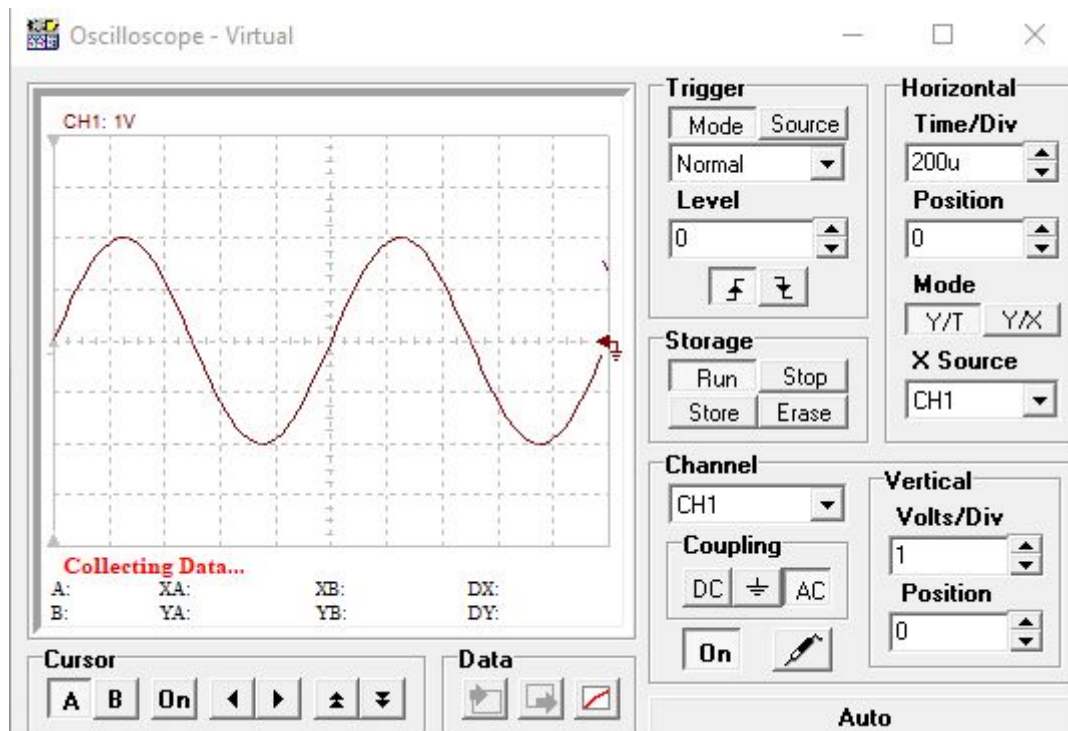 Oscilloscope - Virtual
CH1: 1V
Collecting Data...
A: XA: XB: DX:
B: YA: YB: DY:
Cursor
A B On
Data
Trigger
Mode Source
Normal
Level
0
Storage
Run Stop
Store Erase
Horizontal
Time/Div
200u
Position
0
Mode
Y/T Y/X
X Source
CH1
Channel
CH1
Coupling
DC AC
On
Vertical
Volts/Div
1
Position
0
Auto